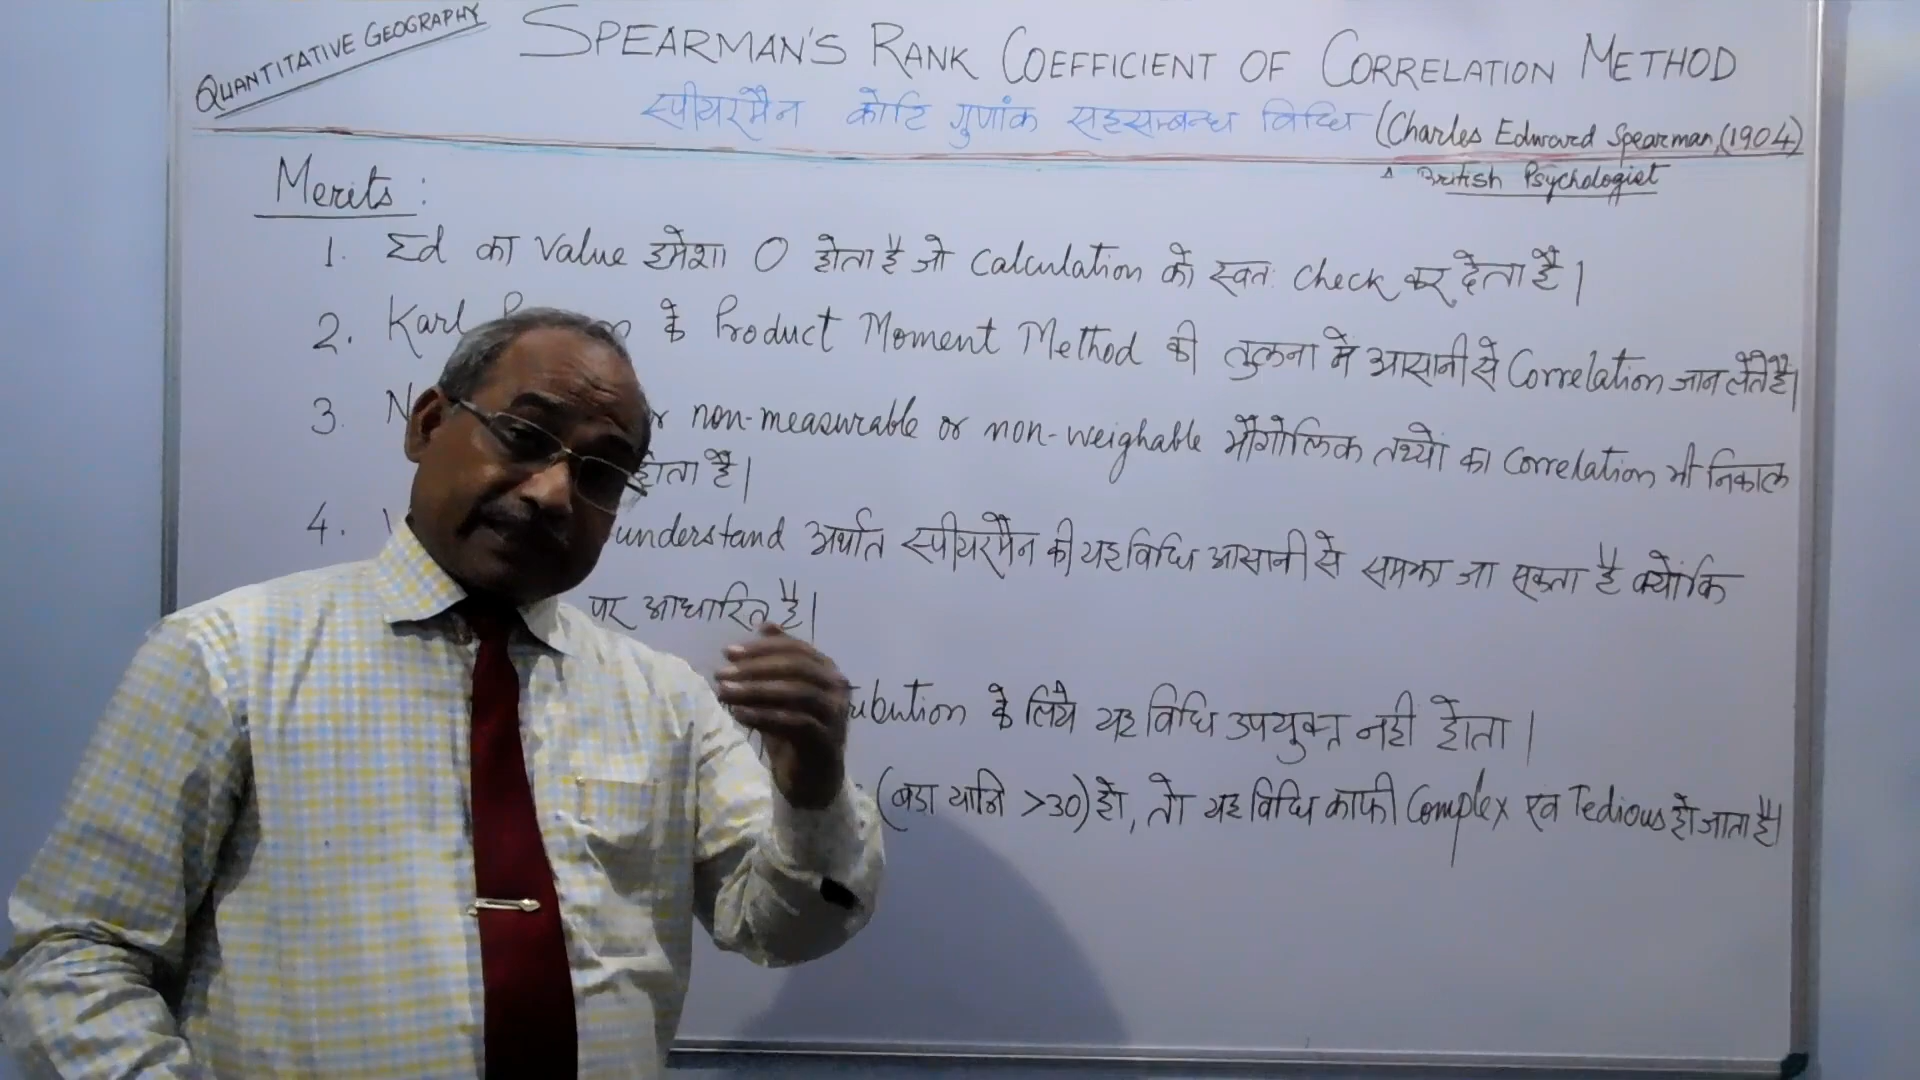 QUANTITATIVE GEOGRAPHY
SPEARMAN'S RANK COEFFICIENT OF CORRELATION METHOD
स्पीयरमैन कोटि गुणांक सहसम्बन्ध विधि (Charles Edward Spearman,(1904)
British Psychologist
Merits :
1. Σd का Value हमेशा 0 होता है जो Calculation को स्वतः Check कर देता है।
2. Karl के Product Moment Method की तुलना में आसानी से Correlation जान लेते है।
3. non-measurable or non-weighable भौगोलिक तथ्यों का Correlation भी निकाल
होता है।
4. understand अर्थात स्पीयरमैन की यह विधि आसानी से समझा जा सकता है क्योंकि
पर आधारित है।
के लिये यह विधि उपयुक्त नही होता।
(बड़ा यानि >30) हो, तो यह विधि काफी Complex एवं Tedious हो जाता है।